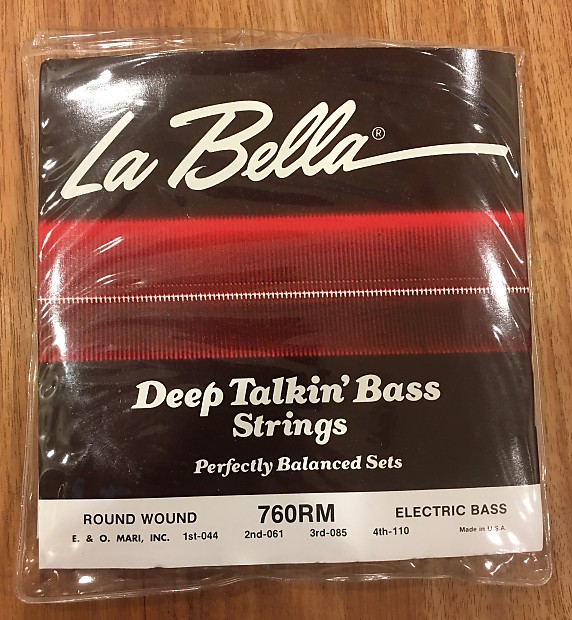 La Bella®
Deep Talkin' Bass
Strings
Perfectly Balanced Sets
ROUND WOUND 760RM ELECTRIC BASS
E. & O. MARI, INC. 1st-044 2nd-061 3rd-085 4th-110 Made in U.S.A.